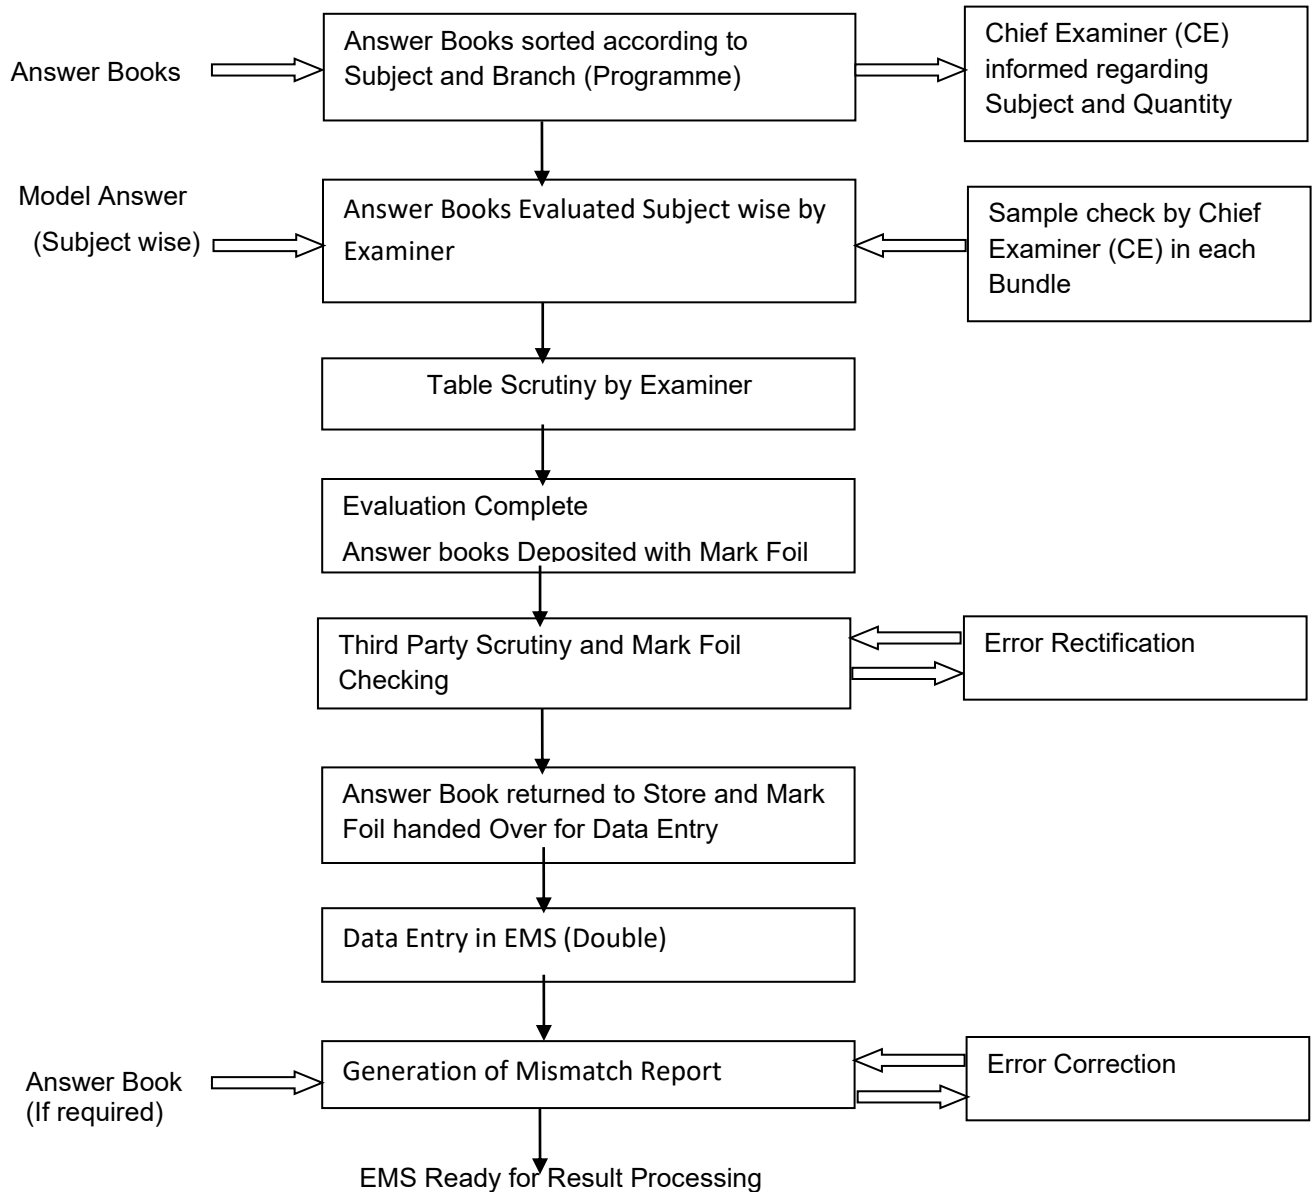 Answer Books
Answer Books sorted according to
Subject and Branch (Programme)
Chief Examiner (CE)
informed regarding
Subject and Quantity
Model Answer
(Subject wise)
Answer Books Evaluated Subject wise by
Examiner
Sample check by Chief
Examiner (CE) in each
Bundle
Table Scrutiny by Examiner
Evaluation Complete
Answer books Deposited with Mark Foil
Third Party Scrutiny and Mark Foil
Checking
Error Rectification
Answer Book returned to Store and Mark
Foil handed Over for Data Entry
Data Entry in EMS (Double)
Answer Book
(If required)
Generation of Mismatch Report
Error Correction
EMS Ready for Result Processing